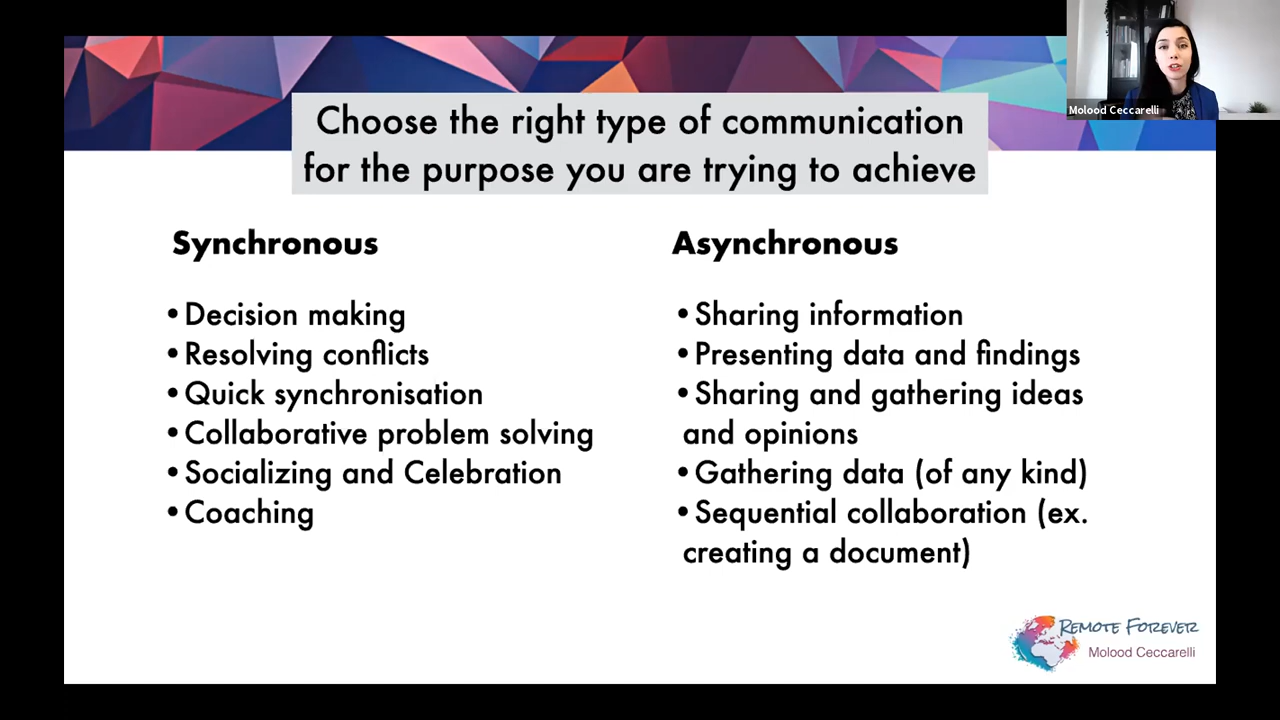 Molood Ceccarelli
Choose the right type of communication
for the purpose you are trying to achieve
Synchronous
•Decision making
•Resolving conflicts
•Quick synchronisation
•Collaborative problem solving
•Socializing and Celebration
•Coaching
Asynchronous
•Sharing information
•Presenting data and findings
•Sharing and gathering ideas
and opinions
•Gathering data (of any kind)
•Sequential collaboration (ex.
creating a document)
REMOTE FOREVER
Molood Ceccarelli